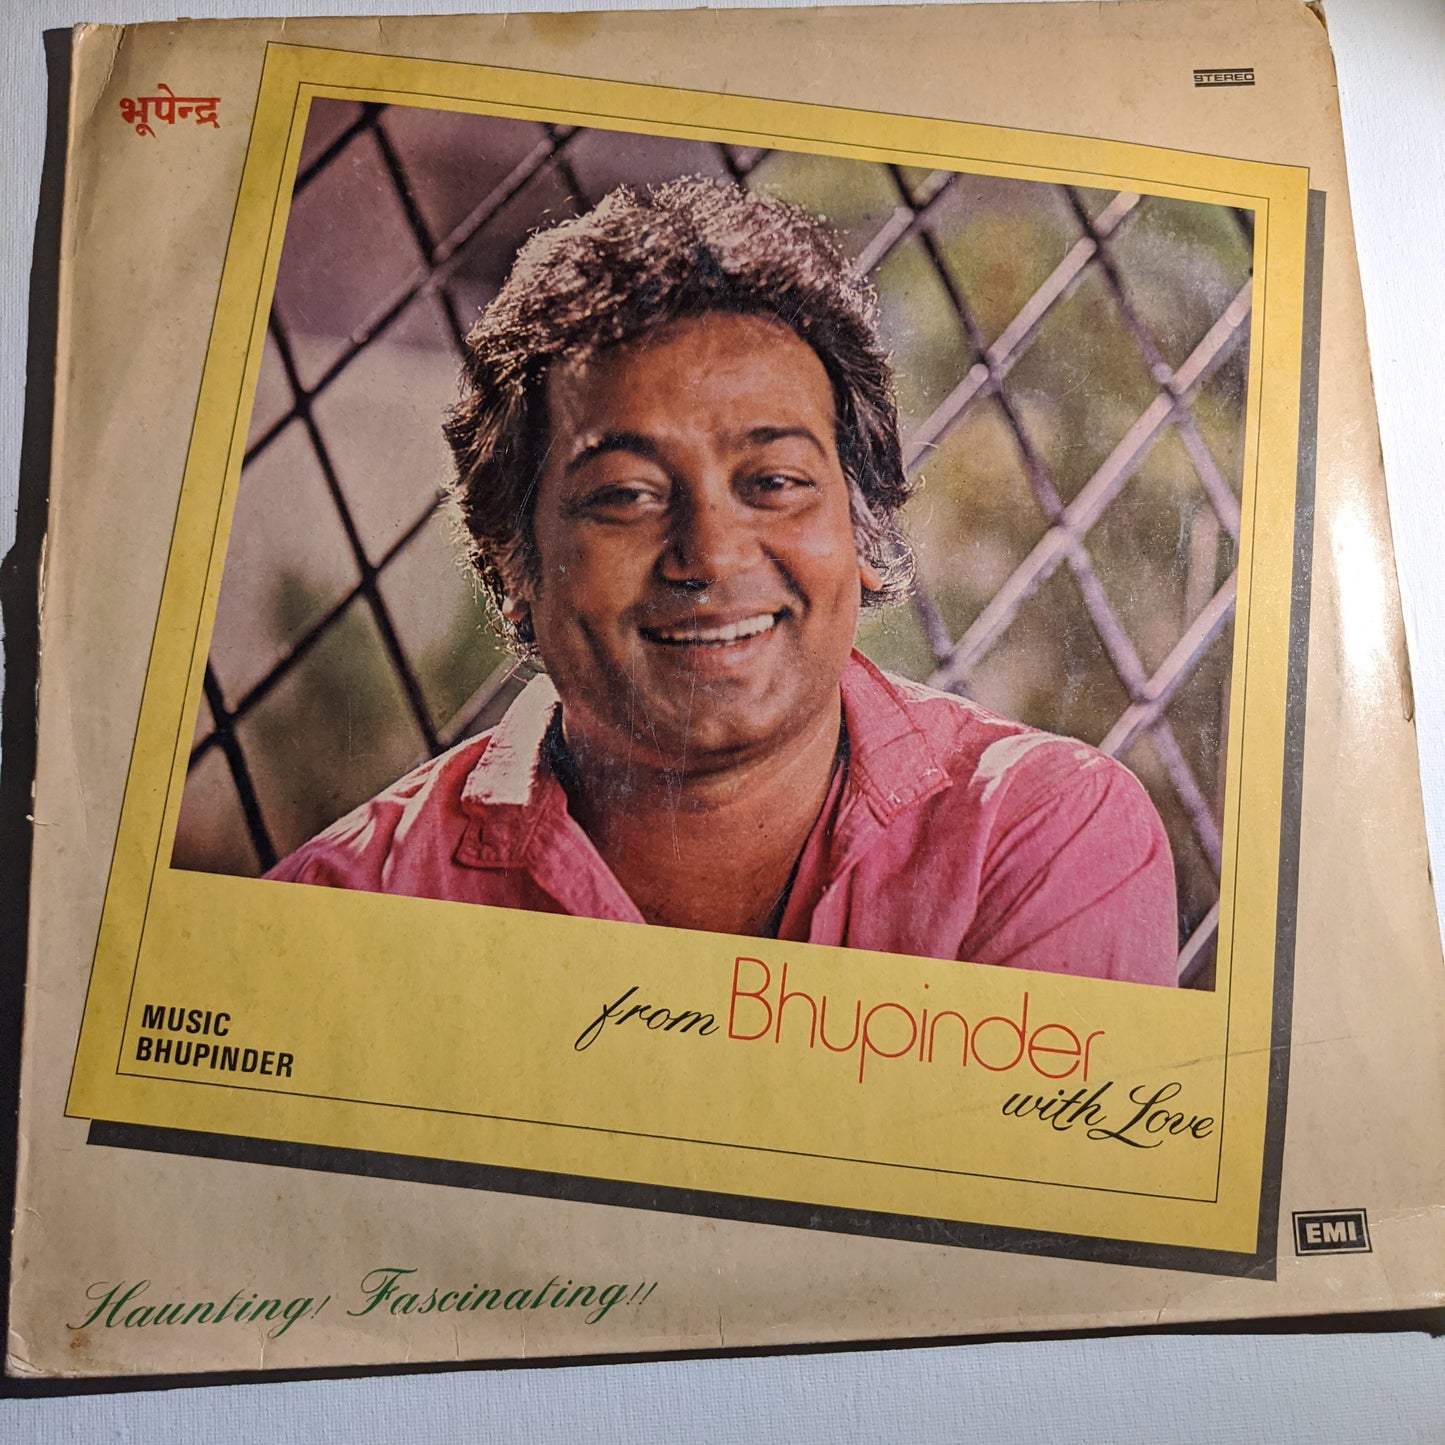 भूपेन्द्र
STEREO
MUSIC
BHUPINDER
from Bhupinder
with Love
Haunting! Fascinating!!
EMI